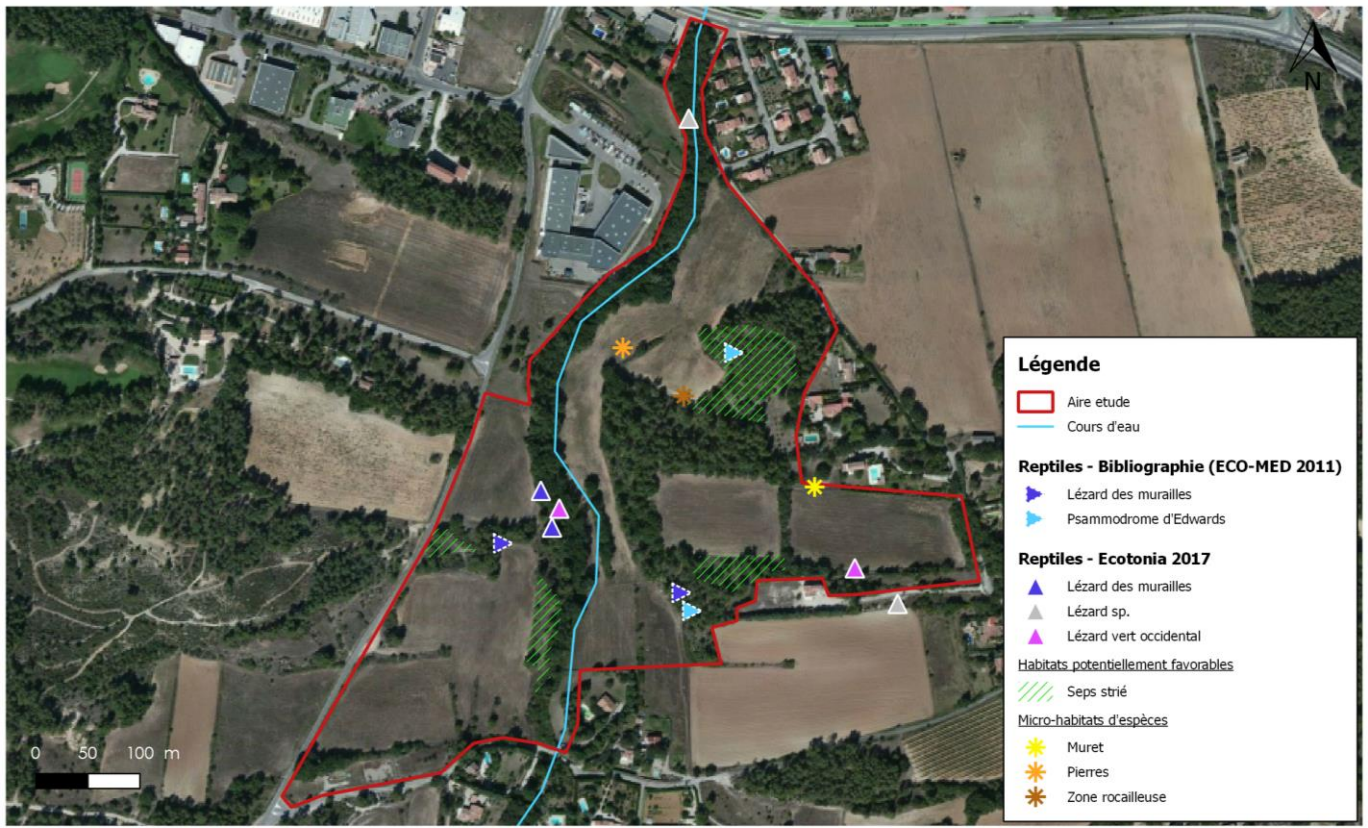 N
Légende
Aire etude
Cours d'eau
Reptiles - Bibliographie (ECO-MED 2011)
Lézard des murailles
Psammodrome d'Edwards
Reptiles - Ecotonia 2017
Lézard des murailles
Lézard sp.
Lézard vert occidental
Habitats potentiellement favorables
Seps strié
Micro-habitats d'espèces
Muret
Pierres
Zone rocailleuse
0 50 100 m